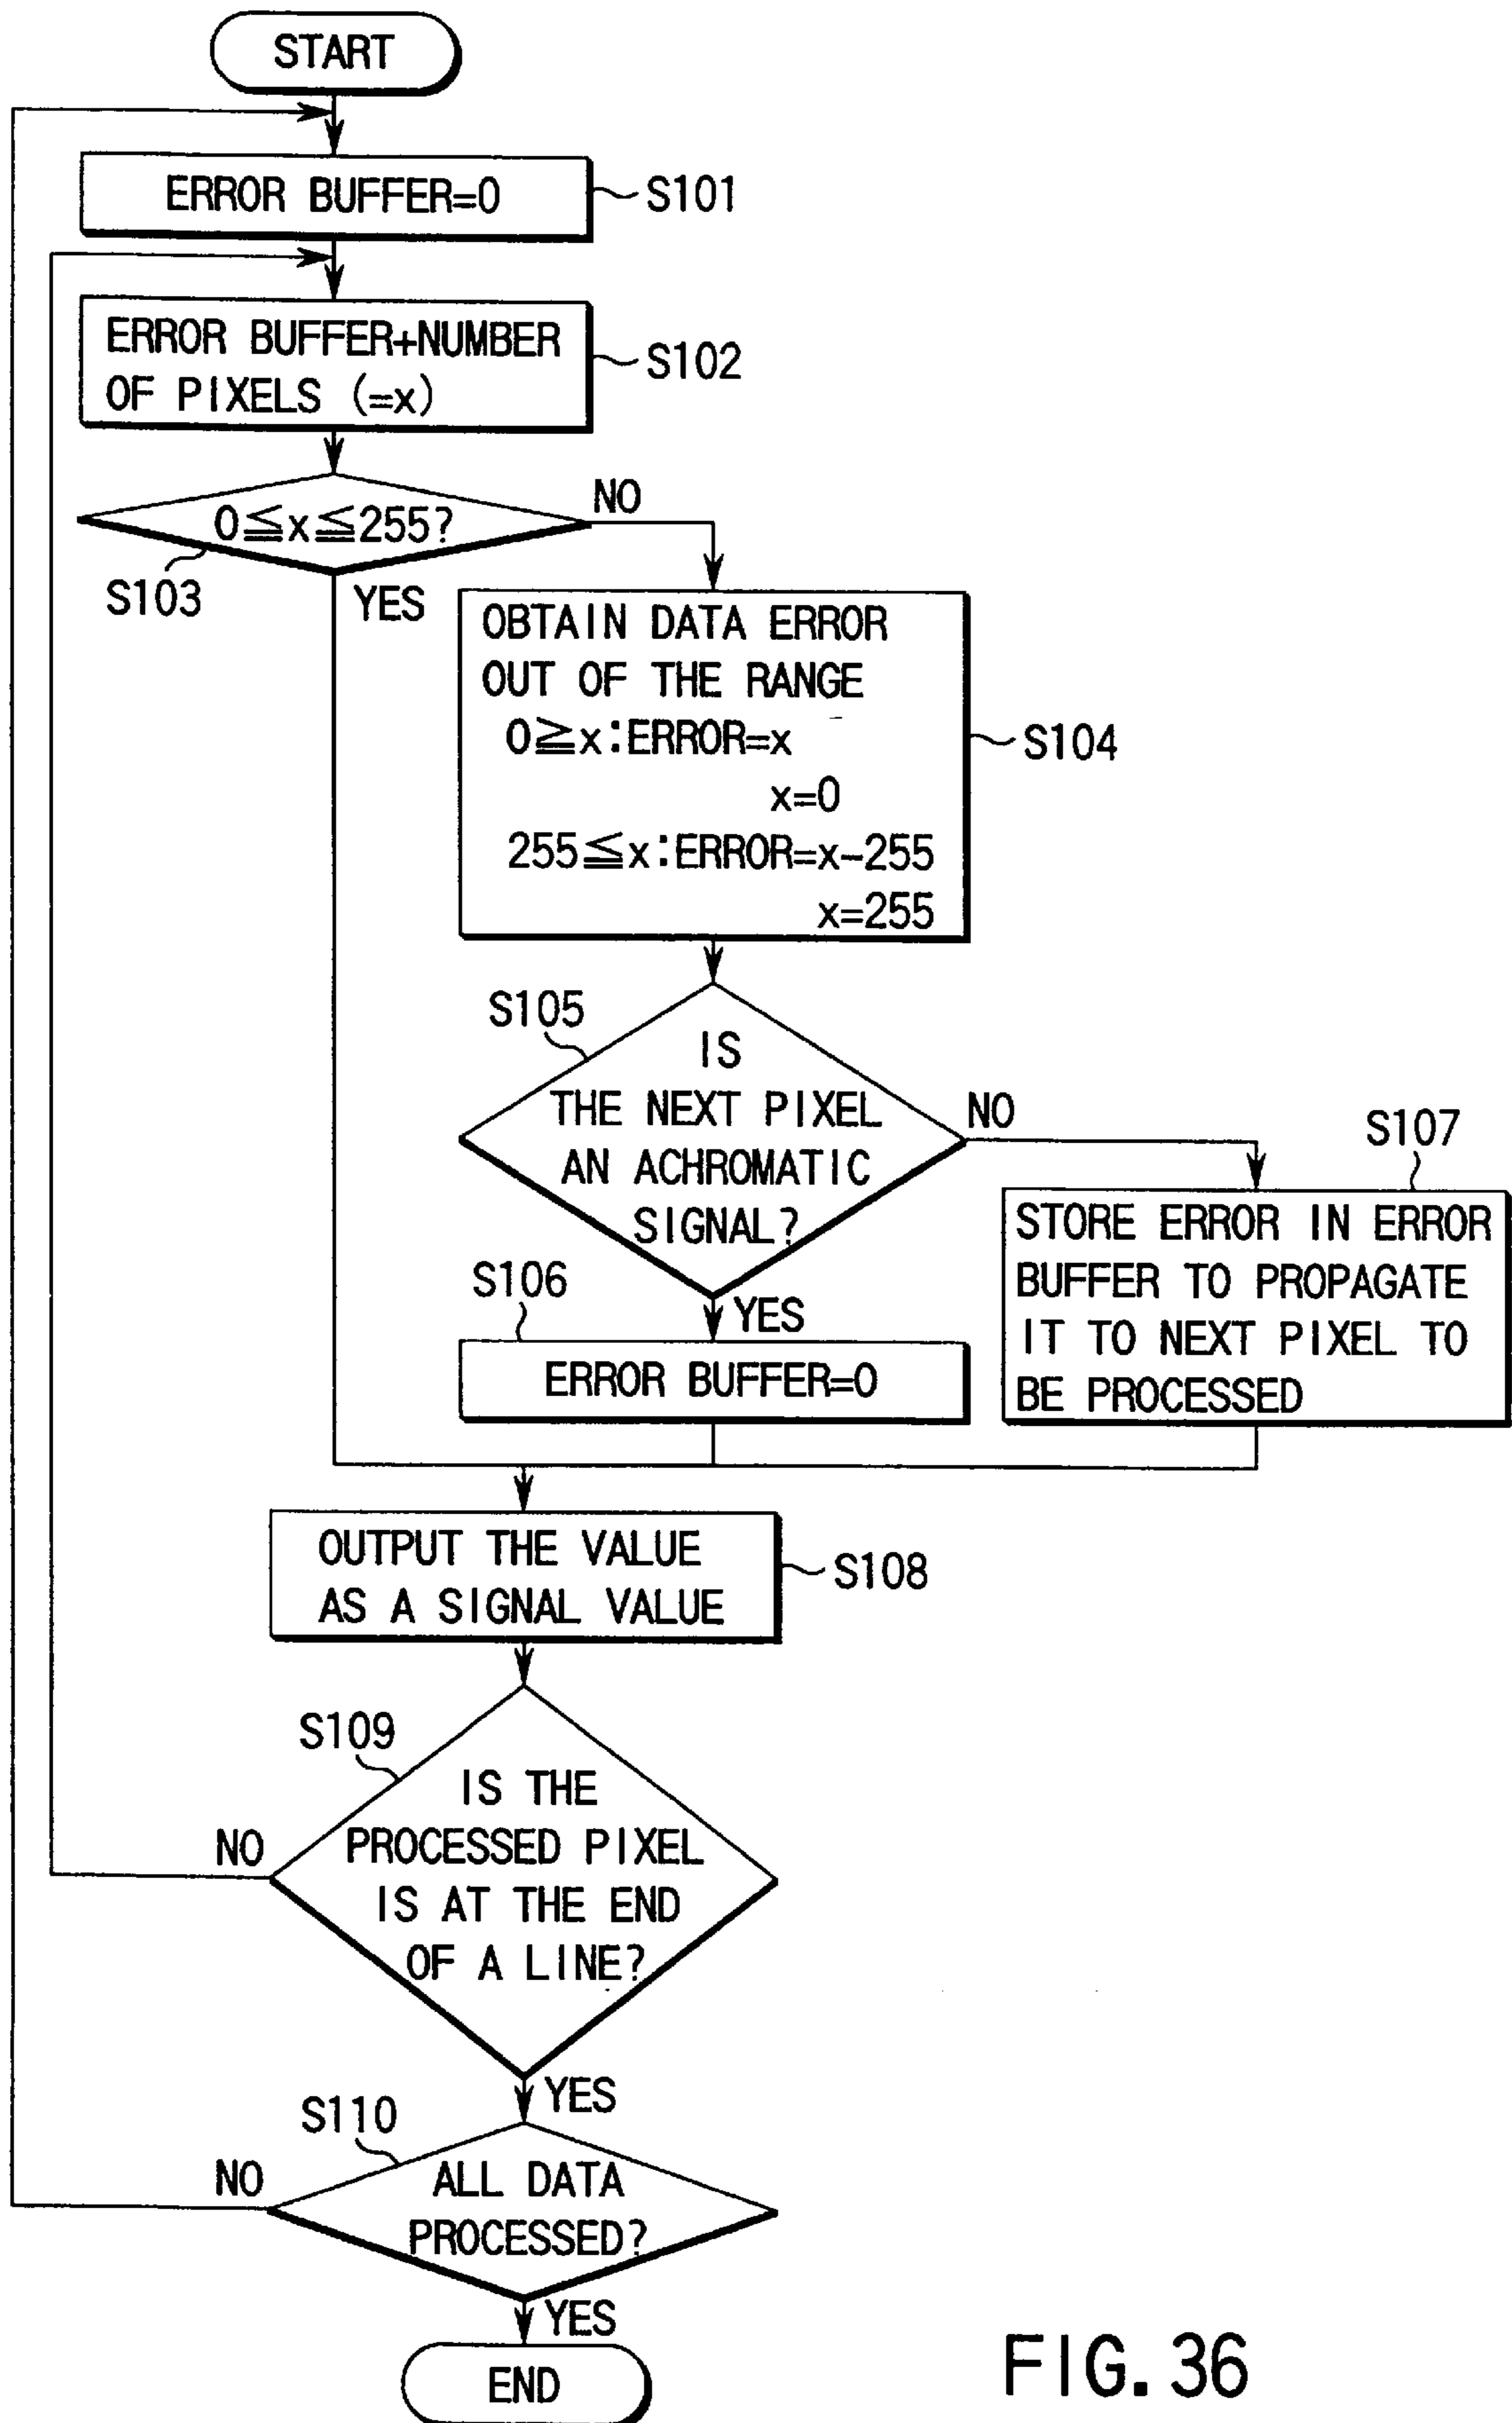 START
ERROR BUFFER=0
S101
ERROR BUFFER+NUMBER
OF PIXELS (=x)
S102
0≦x≦255?
NO
S103
YES
OBTAIN DATA ERROR
OUT OF THE RANGE
0≧x:ERROR=x
x=0
255≦x:ERROR=x-255
x=255
S104
S105
IS
THE NEXT PIXEL
AN ACHROMATIC
SIGNAL?
NO
S107
STORE ERROR IN ERROR
BUFFER TO PROPAGATE
IT TO NEXT PIXEL TO
BE PROCESSED
S106
YES
ERROR BUFFER=0
OUTPUT THE VALUE
AS A SIGNAL VALUE
S108
S109
IS THE
PROCESSED PIXEL
IS AT THE END
OF A LINE?
NO
YES
S110
NO
ALL DATA
PROCESSED?
YES
END
FIG. 36